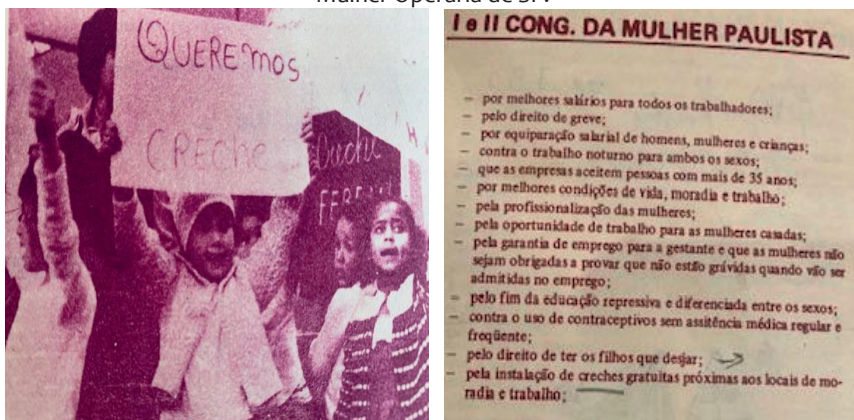 Mulher Operária de SP.
QUEREMOS
CRECHE
Creche
I e II CONG. DA MULHER PAULISTA
– por melhores salários para todos os trabalhadores;
– pelo direito de greve;
– por equiparação salarial de homens, mulheres e crianças;
– contra o trabalho noturno para ambos os sexos;
– que as empresas aceitem pessoas com mais de 35 anos;
– por melhores condições de vida, moradia e trabalho;
– pela profissionalização das mulheres;
– pela oportunidade de trabalho para as mulheres casadas;
– pela garantia de emprego para a gestante e que as mulheres não
sejam obrigadas a provar que não estão grávidas quando vão ser
admitidas no emprego;
– pelo fim da educação repressiva e diferenciada entre os sexos;
– contra o uso de contraceptivos sem assitência médica regular e
freqüente;
– pelo direito de ter os filhos que desjar;
– pela instalação de creches gratuitas próximas aos locais de mo-
radia e trabalho;